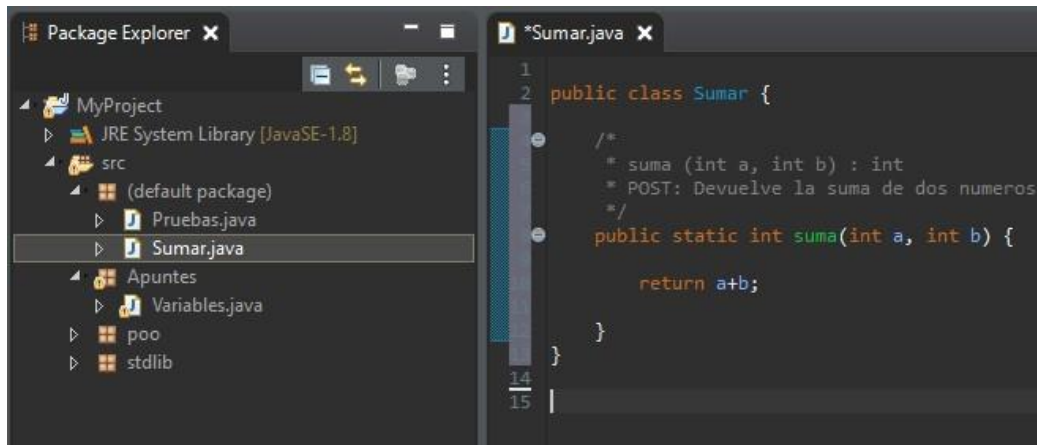 Package Explorer
MyProject
JRE System Library [JavaSE-1.8]
src
(default package)
Pruebas.java
Sumar.java
Apuntes
Variables.java
poo
stdlib
*Sumar.java
1
2 public class Sumar {
/*
* suma (int a, int b) : int
* POST: Devuelve la suma de dos numeros
*/
public static int suma(int a, int b) {
return a+b;
}
}
14
15